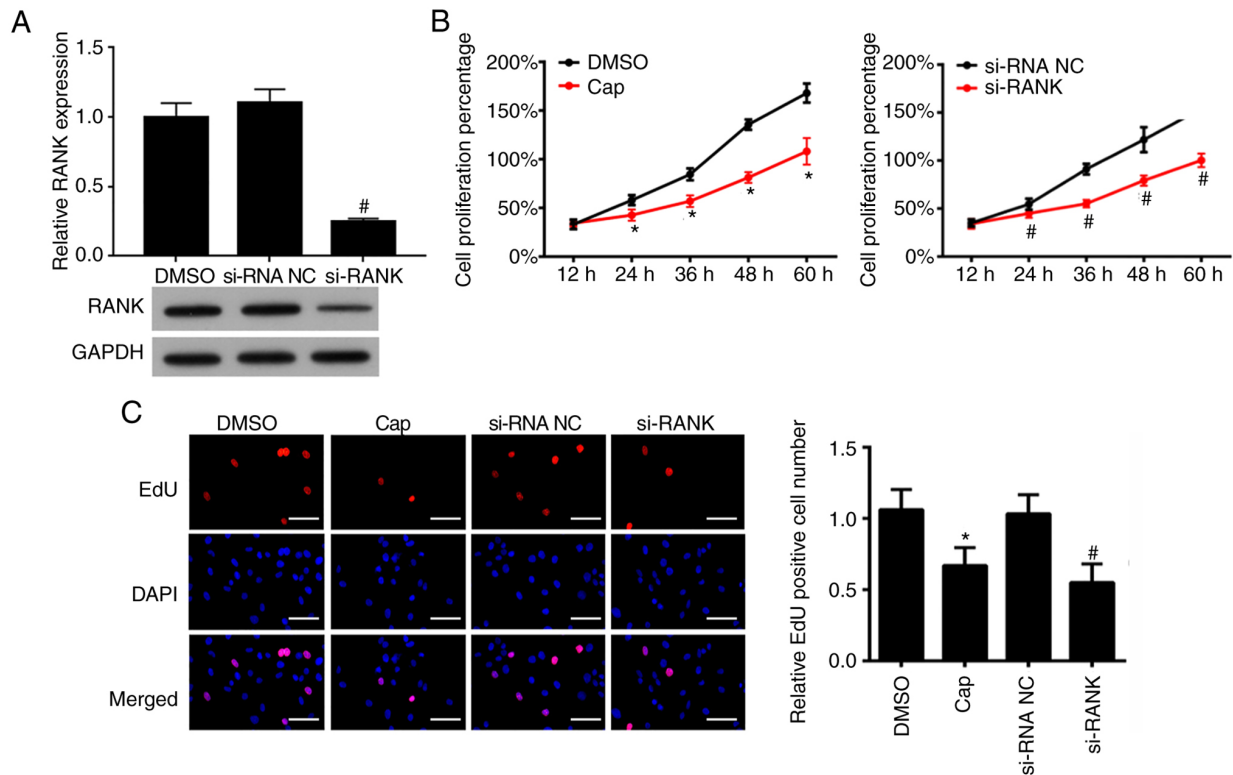 A
Relative RANK expression
1.5
1.0
0.5
0.0
#
DMSO si-RNA NC si-RANK
RANK
GAPDH
B
Cell proliferation percentage
200%
150%
100%
50%
0%
DMSO
Cap
* * * * *
12 h 24 h 36 h 48 h 60 h
Cell proliferation percentage
200%
150%
100%
50%
0%
si-RNA NC
si-RANK
# # # #
12 h 24 h 36 h 48 h 60 h
C
DMSO Cap si-RNA NC si-RANK
EdU
DAPI
Merged
Relative EdU positive cell number
1.5
1.0
0.5
0.0
* #
DMSO
Cap
si-RNA NC
si-RANK